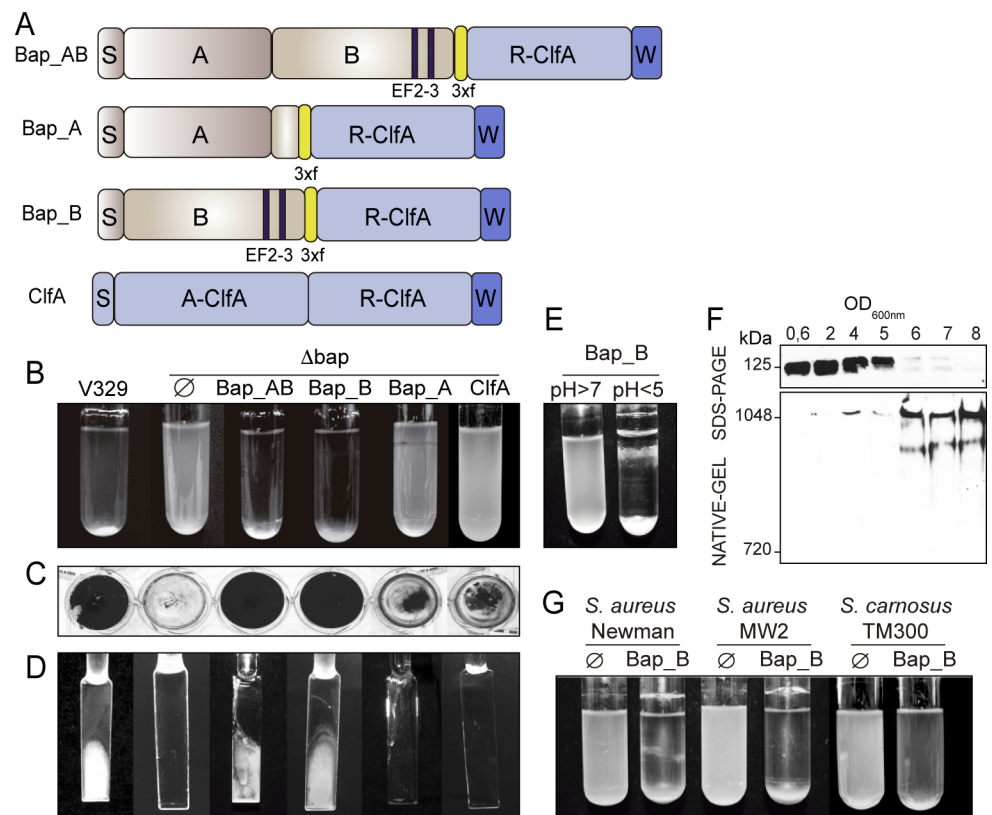 A
Bap_AB
S A B R-ClfA W
EF2-3 3xf
Bap_A
S A R-ClfA W
3xf
Bap_B
S B R-ClfA W
EF2-3 3xf
ClfA
S A-ClfA R-ClfA W
B
Δbap
V329 ∅ Bap_AB Bap_B Bap_A ClfA
C
D
E
Bap_B
pH>7 pH<5
F
OD600nm
kDa 0,6 2 4 5 6 7 8
125
SDS-PAGE
1048
NATIVE-GEL
720
G
S. aureus S. aureus S. carnosus
Newman MW2 TM300
∅ Bap_B ∅ Bap_B ∅ Bap_B